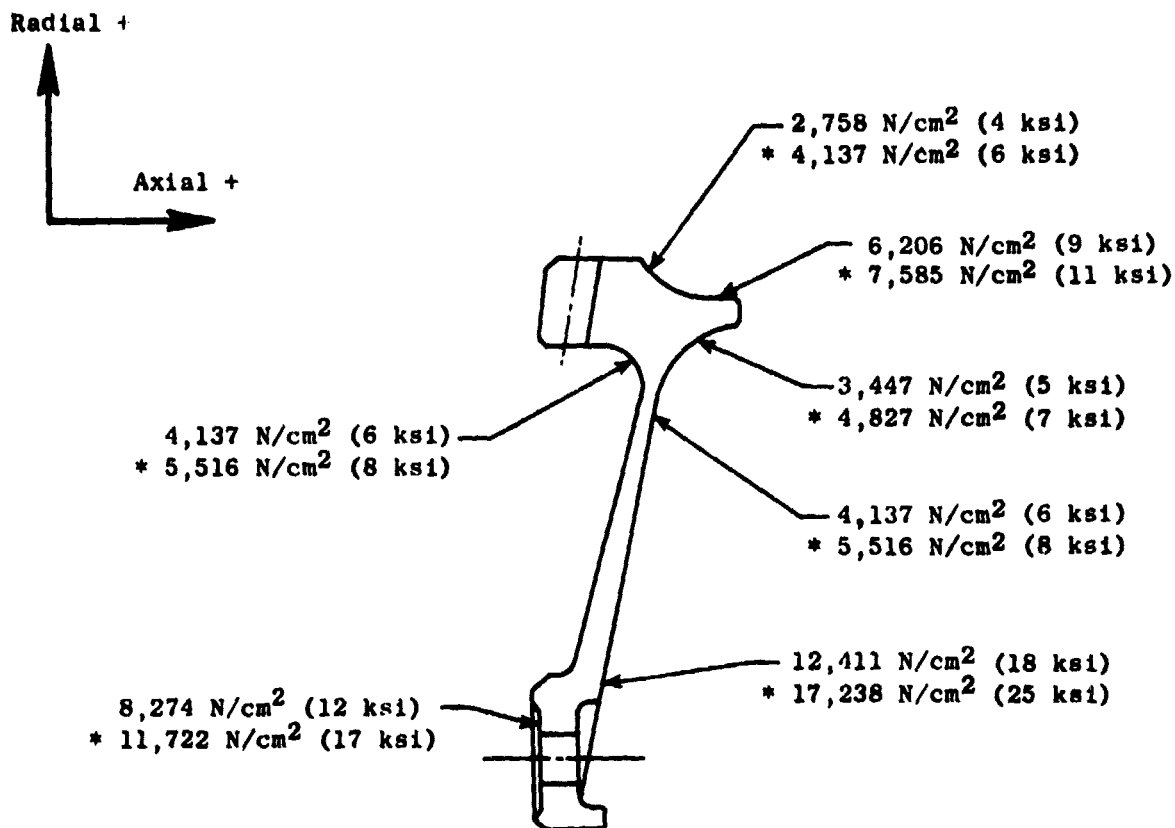 Radial +
Axial +
2,758 N/cm2 (4 ksi)
* 4,137 N/cm2 (6 ksi)
6,206 N/cm2 (9 ksi)
* 7,585 N/cm2 (11 ksi)
3,447 N/cm2 (5 ksi)
* 4,827 N/cm2 (7 ksi)
4,137 N/cm2 (6 ksi)
* 5,516 N/cm2 (8 ksi)
4,137 N/cm2 (6 ksi)
* 5,516 N/cm2 (8 ksi)
12,411 N/cm2 (18 ksi)
* 17,238 N/cm2 (25 ksi)
8,274 N/cm2 (12 ksi)
* 11,722 N/cm2 (17 ksi)